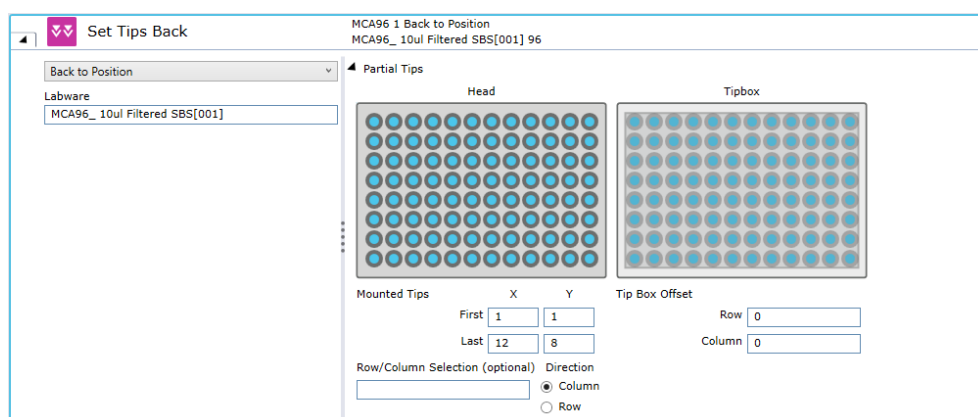 Set Tips Back
MCA96 1 Back to Position
MCA96_ 10ul Filtered SBS[001] 96
Back to Position
Labware
MCA96_ 10ul Filtered SBS[001]
Partial Tips
Head
Tipbox
Mounted Tips X Y
First 1 1
Last 12 8
Tip Box Offset
Row 0
Column 0
Row/Column Selection (optional)
Direction
Column
Row